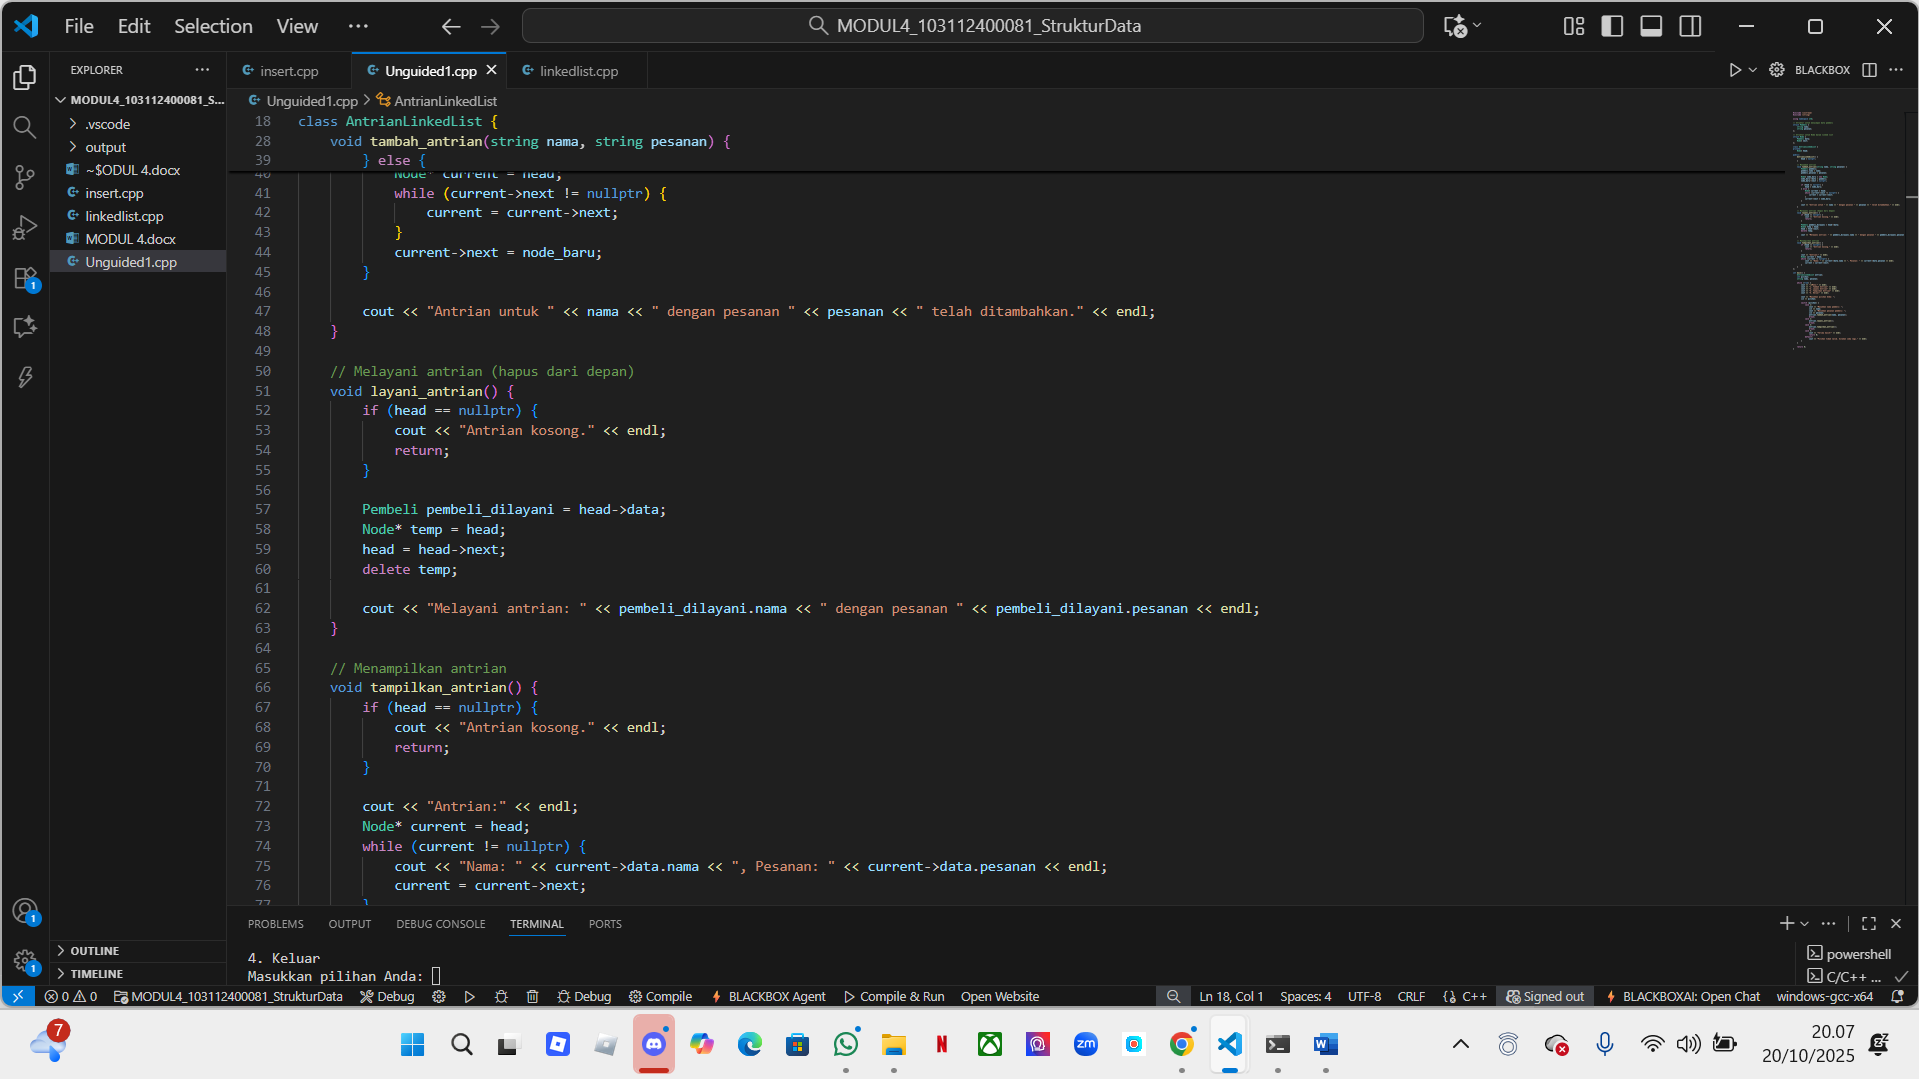 File Edit Selection View
MODUL4_103112400081_StrukturData
EXPLORER
insert.cpp
Unguided1.cpp
linkedlist.cpp
BLACKBOX
MODUL4_103112400081_S...
.vscode
output
~$ODUL 4.docx
insert.cpp
linkedlist.cpp
MODUL 4.docx
Unguided1.cpp
OUTLINE
TIMELINE
Unguided1.cpp > AntrianLinkedList
18 class AntrianLinkedList {
28 void tambah_antrian(string nama, string pesanan) {
39 } else {
40 Node* current = head;
41 while (current->next != nullptr) {
42 current = current->next;
43 }
44 current->next = node_baru;
45 }
46
47 cout << "Antrian untuk " << nama << " dengan pesanan " << pesanan << " telah ditambahkan." << endl;
48 }
49
50 // Melayani antrian (hapus dari depan)
51 void layani_antrian() {
52 if (head == nullptr) {
53 cout << "Antrian kosong." << endl;
54 return;
55 }
56
57 Pembeli pembeli_dilayani = head->data;
58 Node* temp = head;
59 head = head->next;
60 delete temp;
61
62 cout << "Melayani antrian: " << pembeli_dilayani.nama << " dengan pesanan " << pembeli_dilayani.pesanan << endl;
63 }
64
65 // Menampilkan antrian
66 void tampilkan_antrian() {
67 if (head == nullptr) {
68 cout << "Antrian kosong." << endl;
69 return;
70 }
71
72 cout << "Antrian:" << endl;
73 Node* current = head;
74 while (current != nullptr) {
75 cout << "Nama: " << current->data.nama << ", Pesanan: " << current->data.pesanan << endl;
76 current = current->next;
77 }
PROBLEMS OUTPUT DEBUG CONSOLE TERMINAL PORTS
4. Keluar
Masukkan pilihan Anda:
powershell
C/C++ ...
0 0 MODUL4_103112400081_StrukturData Debug Debug Compile BLACKBOX Agent Compile & Run Open Website Ln 18, Col 1 Spaces: 4 UTF-8 CRLF {} C++ Signed out BLACKBOXAI: Open Chat windows-gcc-x64
7
zm
20.07
20/10/2025